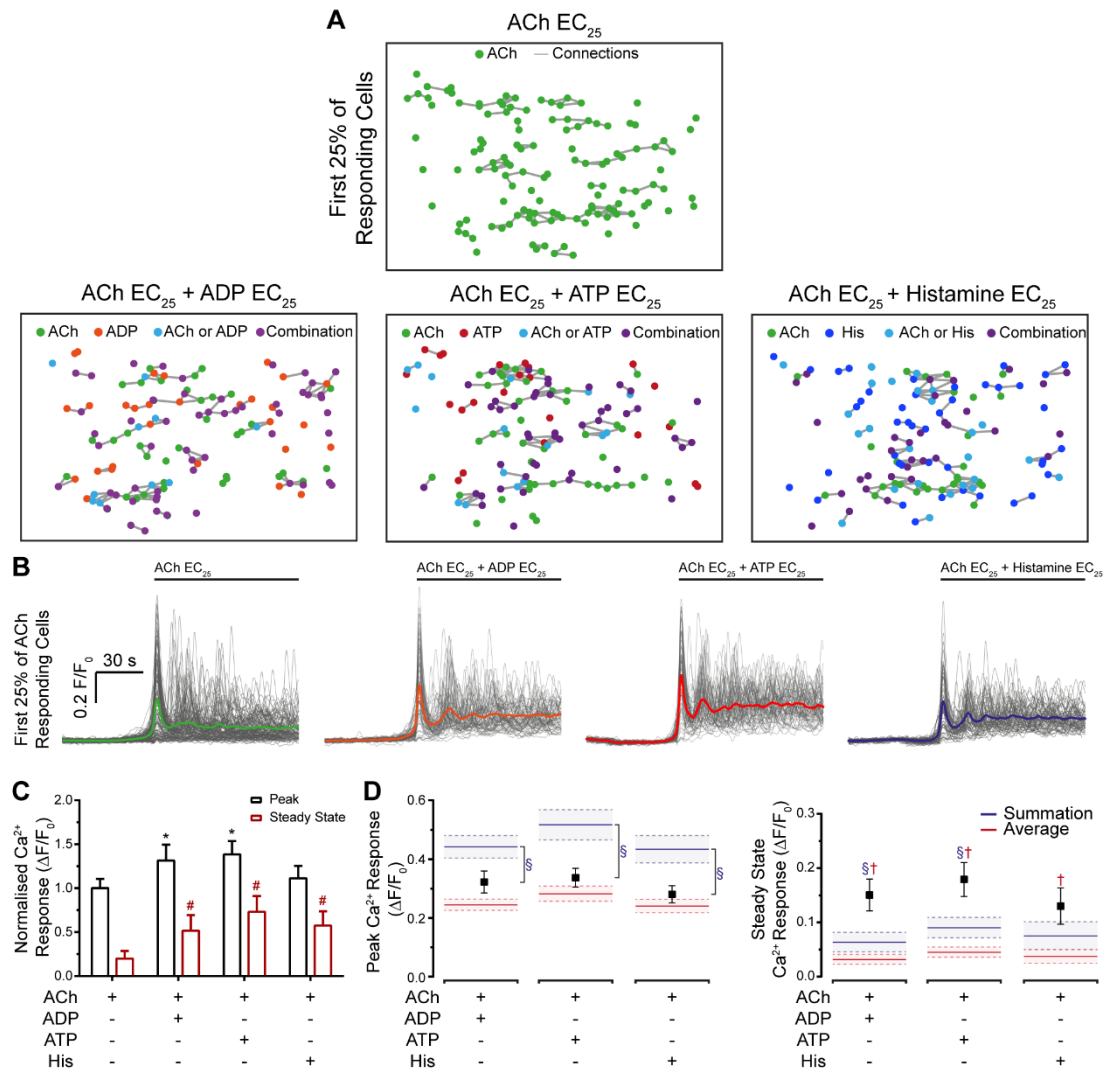 A
ACh EC25
First 25% of
Responding Cells
ACh — Connections
ACh EC25 + ADP EC25
ACh ADP ACh or ADP Combination
ACh EC25 + ATP EC25
ACh ATP ACh or ATP Combination
ACh EC25 + Histamine EC25
ACh His ACh or His Combination
B
First 25% of ACh
Responding Cells
ACh EC25
ACh EC25 + ADP EC25
ACh EC25 + ATP EC25
ACh EC25 + Histamine EC25
30 s
0.2 F/F0
C
Normalised Ca2+
Response (ΔF/F0)
2.0
1.5
1.0
0.5
0.0
Peak
Steady State
* *
# # #
ACh + + + +
ADP - + - -
ATP - - + -
His - - - +
D
Peak Ca2+ Response
(ΔF/F0)
0.6
0.4
0.2
0.0
§ § §
ACh + + +
ADP + - -
ATP - + -
His - - +
Steady State
Ca2+ Response (ΔF/F0)
0.3
0.2
0.1
0.0
Summation
Average
§† §† †
ACh + + +
ADP + - -
ATP - + -
His - - +